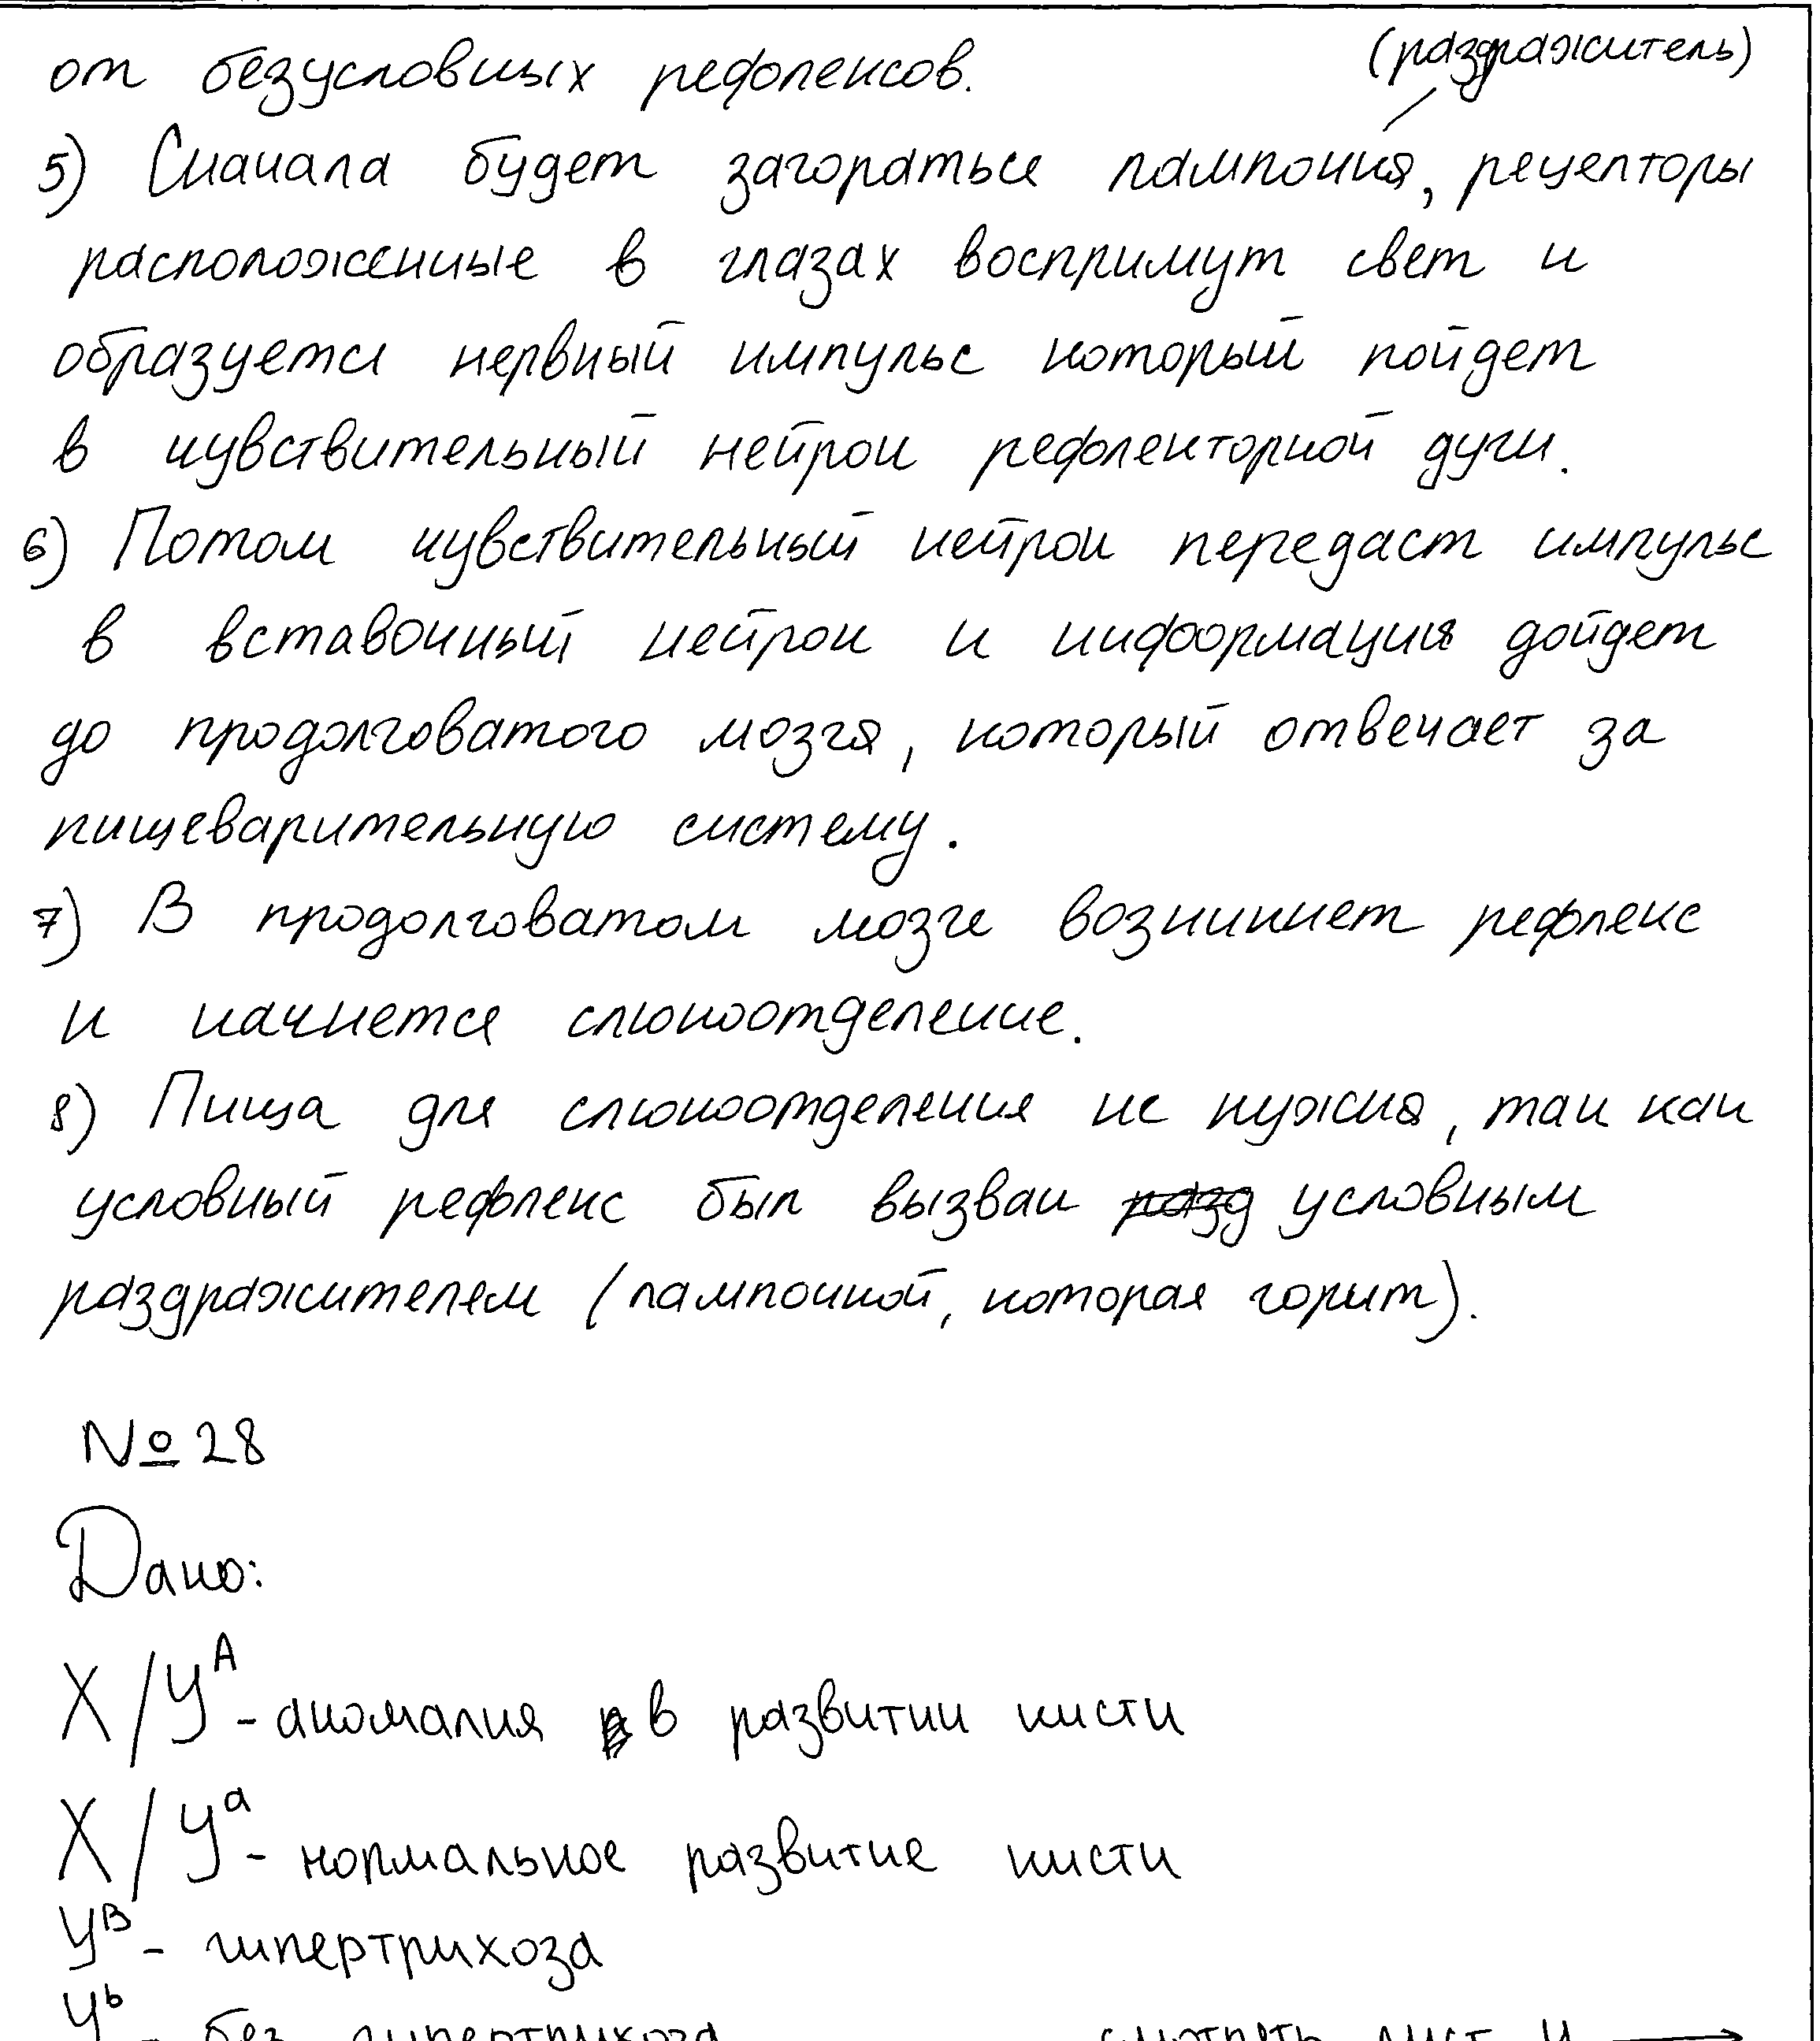 от безусловных рефлексов.
(раздражитель)
5) Сначала будет загораться лампочка, рецепторы
расположенные в глазах воспримут свет и
образуется нервный импульс который пойдет
в чувствительный нейрон рефлекторной дуги.
6) Потом чувствительный нейрон передаст импульс
в вставочный нейрон и информация дойдет
до продолговатого мозга, который отвечает за
пищеварительную систему.
7) В продолговатом мозге возникнет рефлекс
и начнется слюноотделение.
8) Пища для слюноотделения не нужна, так как
условный рефлекс был вызван условным
раздражителем (лампочкой, которая горит).
№ 28
Дано:
X/Y^A - аномалия в развитии кисти
X/Y^a - нормальное развитие кисти
Y^B - гипертрихоза
Y^b - без гипертрихоза смотреть лист 4 →